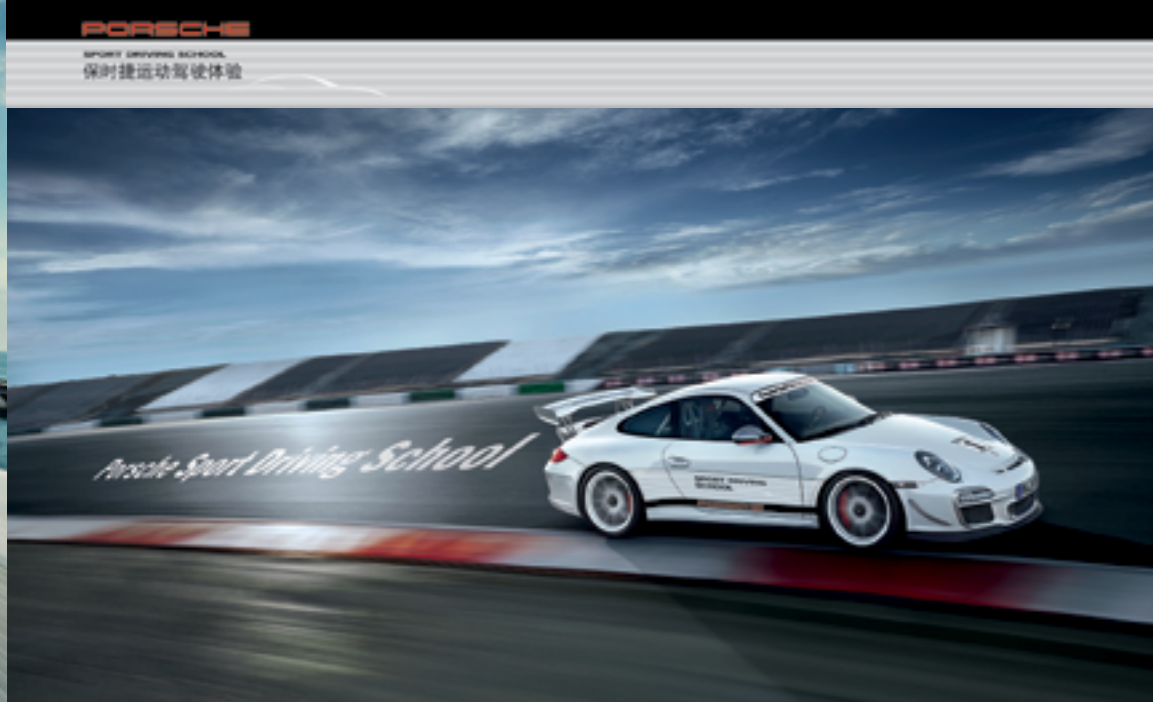 PORSCHE
SPORT DRIVING SCHOOL
保时捷运动驾驶体验
Porsche Sport Driving School
SPORT DRIVING
SCHOOL